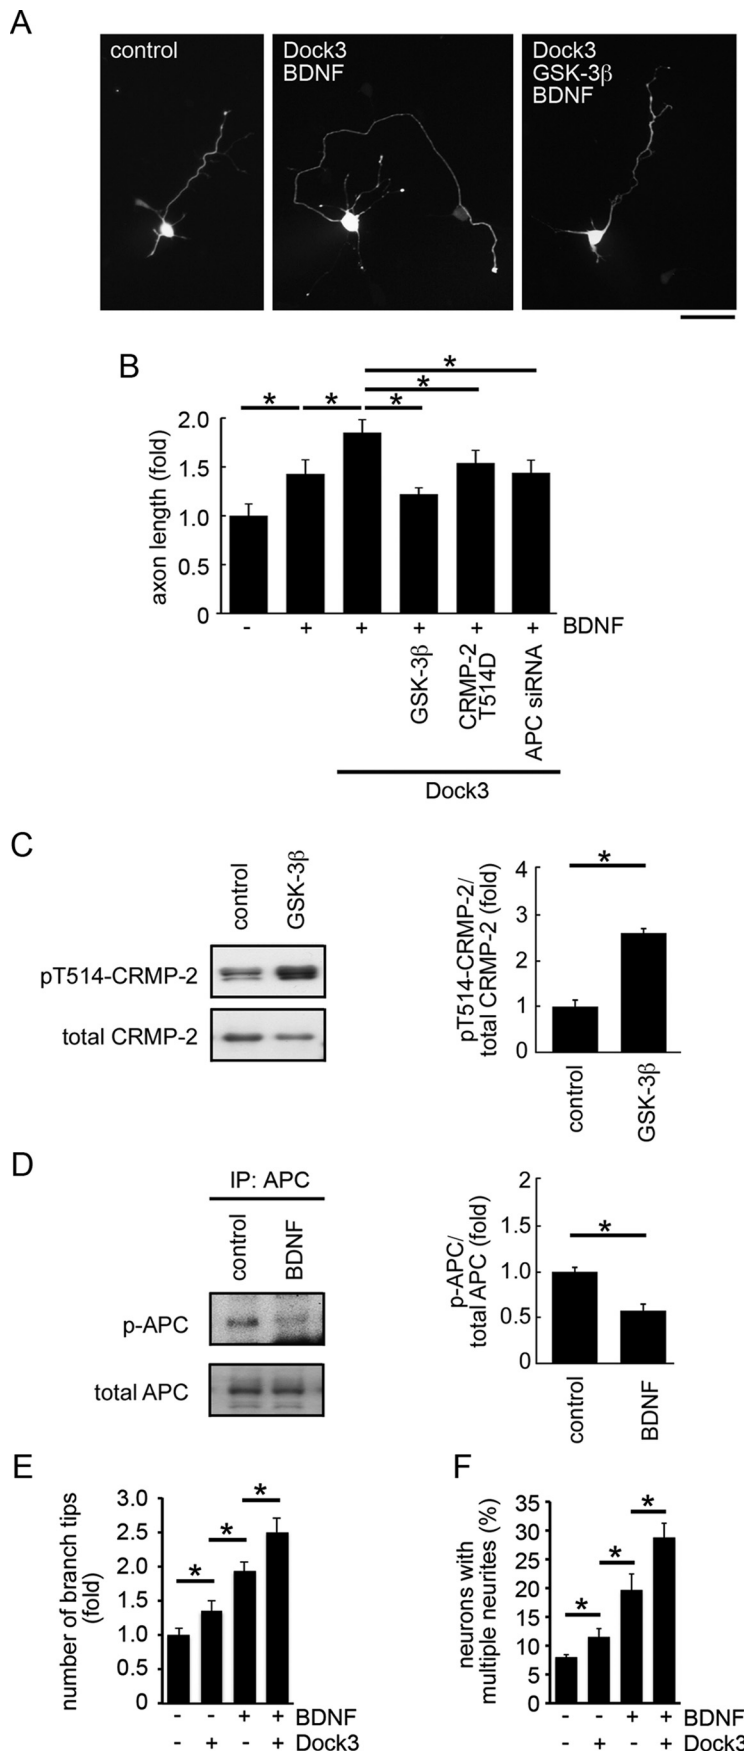 A
control
Dock3
BDNF
Dock3
GSK-3β
BDNF
B
axon length (fold)
2.0
1.5
1.0
0.5
0
* * * * *
- + + + + + BDNF
GSK-3β
CRMP-2
T514D
APC siRNA
Dock3
C
control
GSK-3β
pT514-CRMP-2
total CRMP-2
pT514-CRMP-2/
total CRMP-2 (fold)
4
3
2
1
0
*
control
GSK-3β
D
IP: APC
control
BDNF
p-APC
total APC
p-APC/
total APC (fold)
2
1.5
1.0
0.5
0
*
control
BDNF
E
number of branch tips
(fold)
3.0
2.5
2.0
1.5
1.0
0.5
0
* * *
- - + + BDNF
- + - + Dock3
F
neurons with
multiple neurites (%)
35
30
25
20
15
10
5
0
* * *
- - + + BDNF
- + - + Dock3